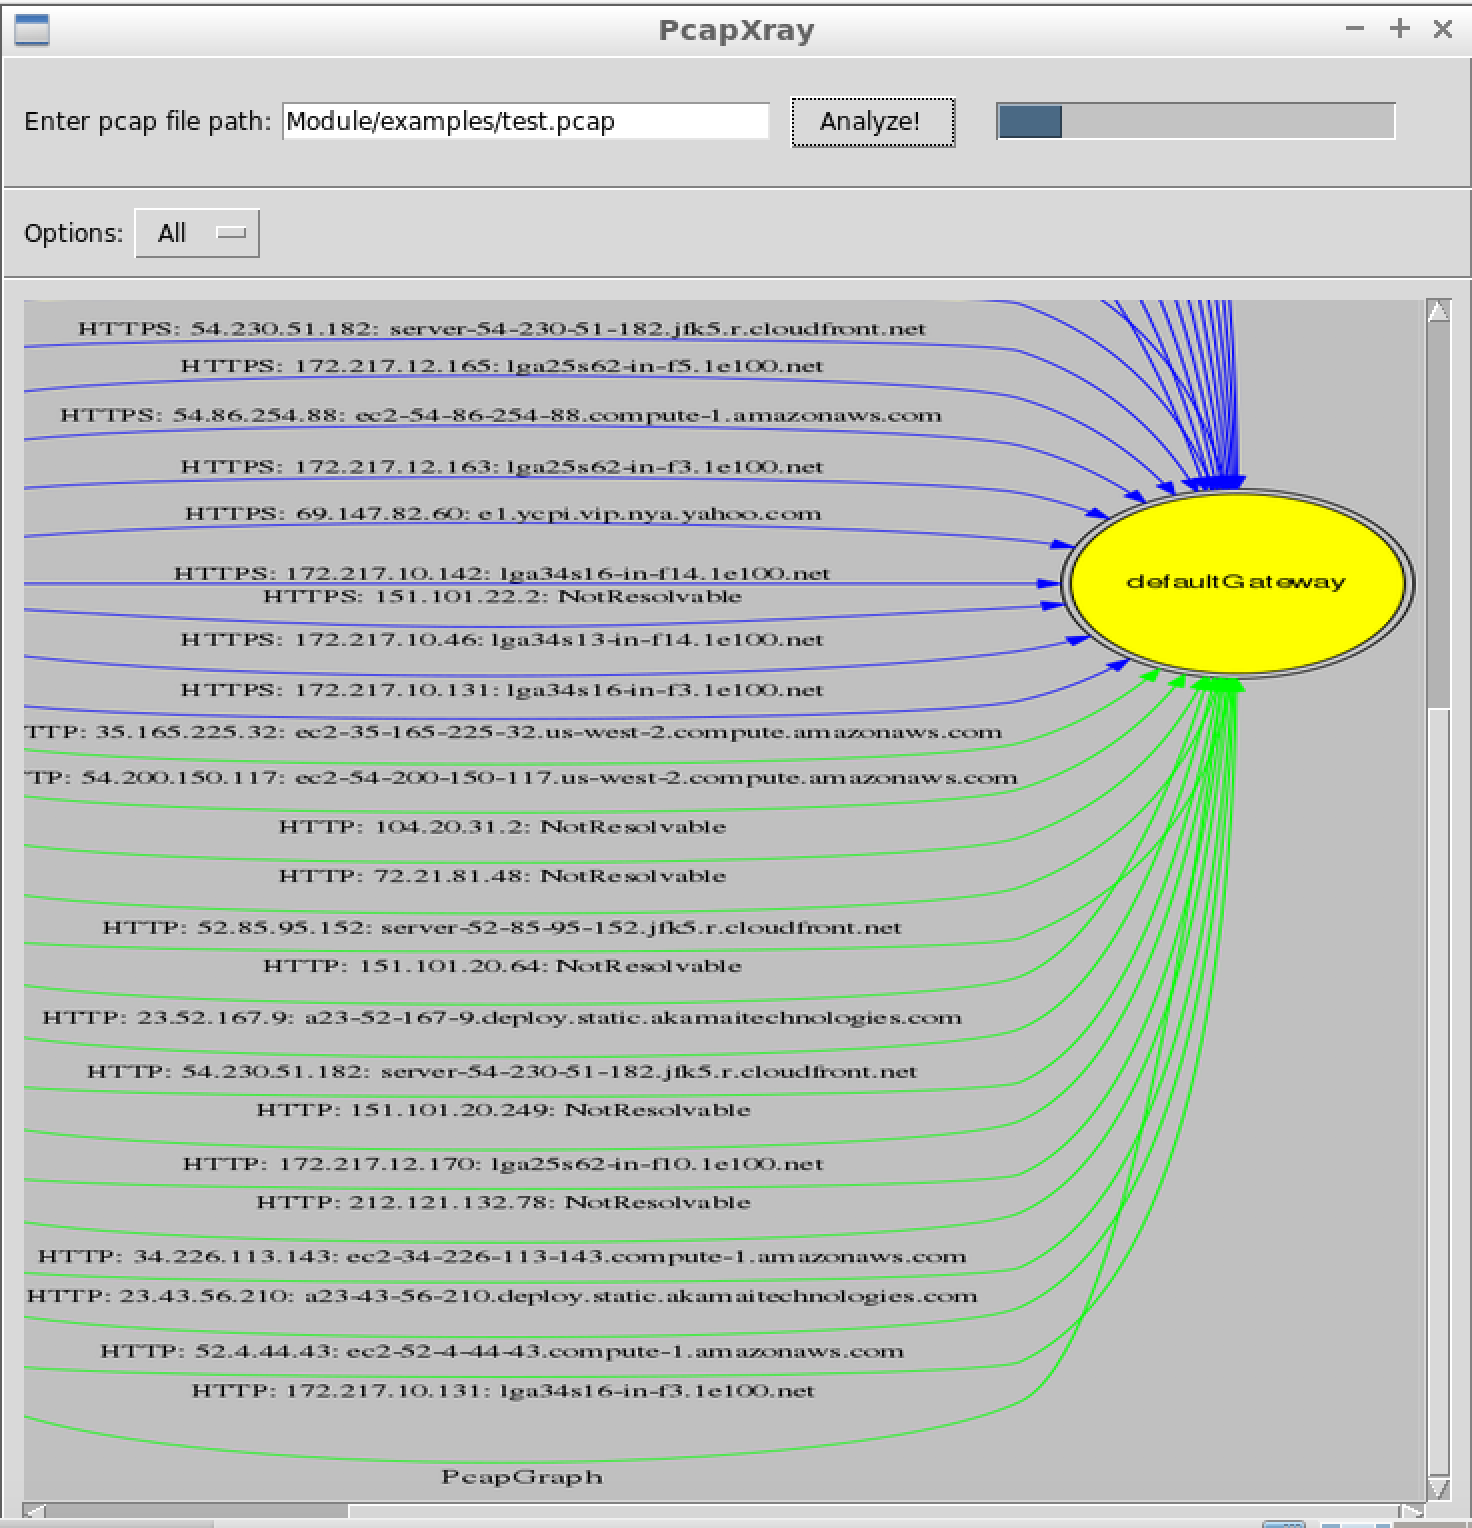 PcapXray
Enter pcap file path: Module/examples/test.pcap Analyze!
Options: All
HTTPS: 54.230.51.182: server-54-230-51-182.jfk5.r.cloudfront.net
HTTPS: 172.217.12.165: lga25s62-in-f5.1e100.net
HTTPS: 54.86.254.88: ec2-54-86-254-88.compute-1.amazonaws.com
HTTPS: 172.217.12.163: lga25s62-in-f3.1e100.net
HTTPS: 69.147.82.60: e1.ycpi.vip.nya.yahoo.com
HTTPS: 172.217.10.142: lga34s16-in-f14.1e100.net
defaultGateway
HTTPS: 151.101.22.2: NotResolvable
HTTPS: 172.217.10.46: lga34s13-in-f14.1e100.net
HTTPS: 172.217.10.131: lga34s16-in-f3.1e100.net
TTP: 35.165.225.32: ec2-35-165-225-32.us-west-2.compute.amazonaws.com
TP: 54.200.150.117: ec2-54-200-150-117.us-west-2.compute.amazonaws.com
HTTP: 104.20.31.2: NotResolvable
HTTP: 72.21.81.48: NotResolvable
HTTP: 52.85.95.152: server-52-85-95-152.jfk5.r.cloudfront.net
HTTP: 151.101.20.64: NotResolvable
HTTP: 23.52.167.9: a23-52-167-9.deploy.static.akamaitechnologies.com
HTTP: 54.230.51.182: server-54-230-51-182.jfk5.r.cloudfront.net
HTTP: 151.101.20.249: NotResolvable
HTTP: 172.217.12.170: lga25s62-in-f10.1e100.net
HTTP: 212.121.132.78: NotResolvable
HTTP: 34.226.113.143: ec2-34-226-113-143.compute-1.amazonaws.com
HTTP: 23.43.56.210: a23-43-56-210.deploy.static.akamaitechnologies.com
HTTP: 52.4.44.43: ec2-52-4-44-43.compute-1.amazonaws.com
HTTP: 172.217.10.131: lga34s16-in-f3.1e100.net
PcapGraph